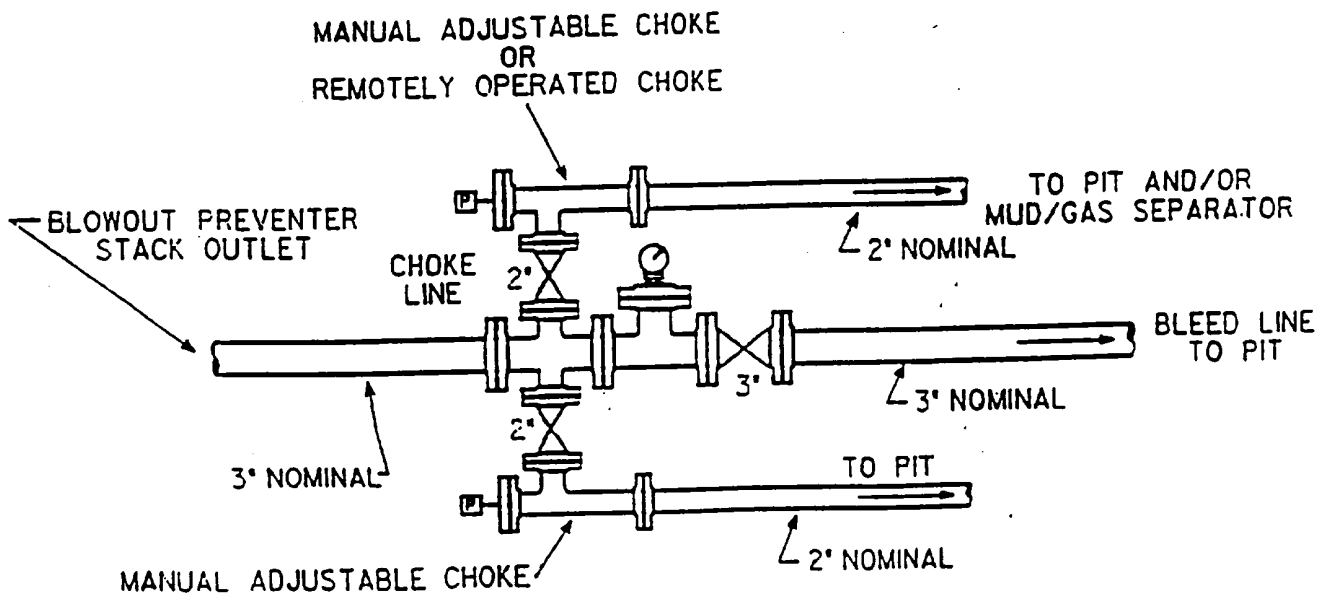 MANUAL ADJUSTABLE CHOKE
OR
REMOTELY OPERATED CHOKE
P
TO PIT AND/OR
MUD/GAS SEPARATOR
2" NOMINAL
BLOWOUT PREVENTER
STACK OUTLET
CHOKE
LINE
2"
BLEED LINE
TO PIT
3"
3" NOMINAL
2"
3" NOMINAL
TO PIT
P
2" NOMINAL
MANUAL ADJUSTABLE CHOKE